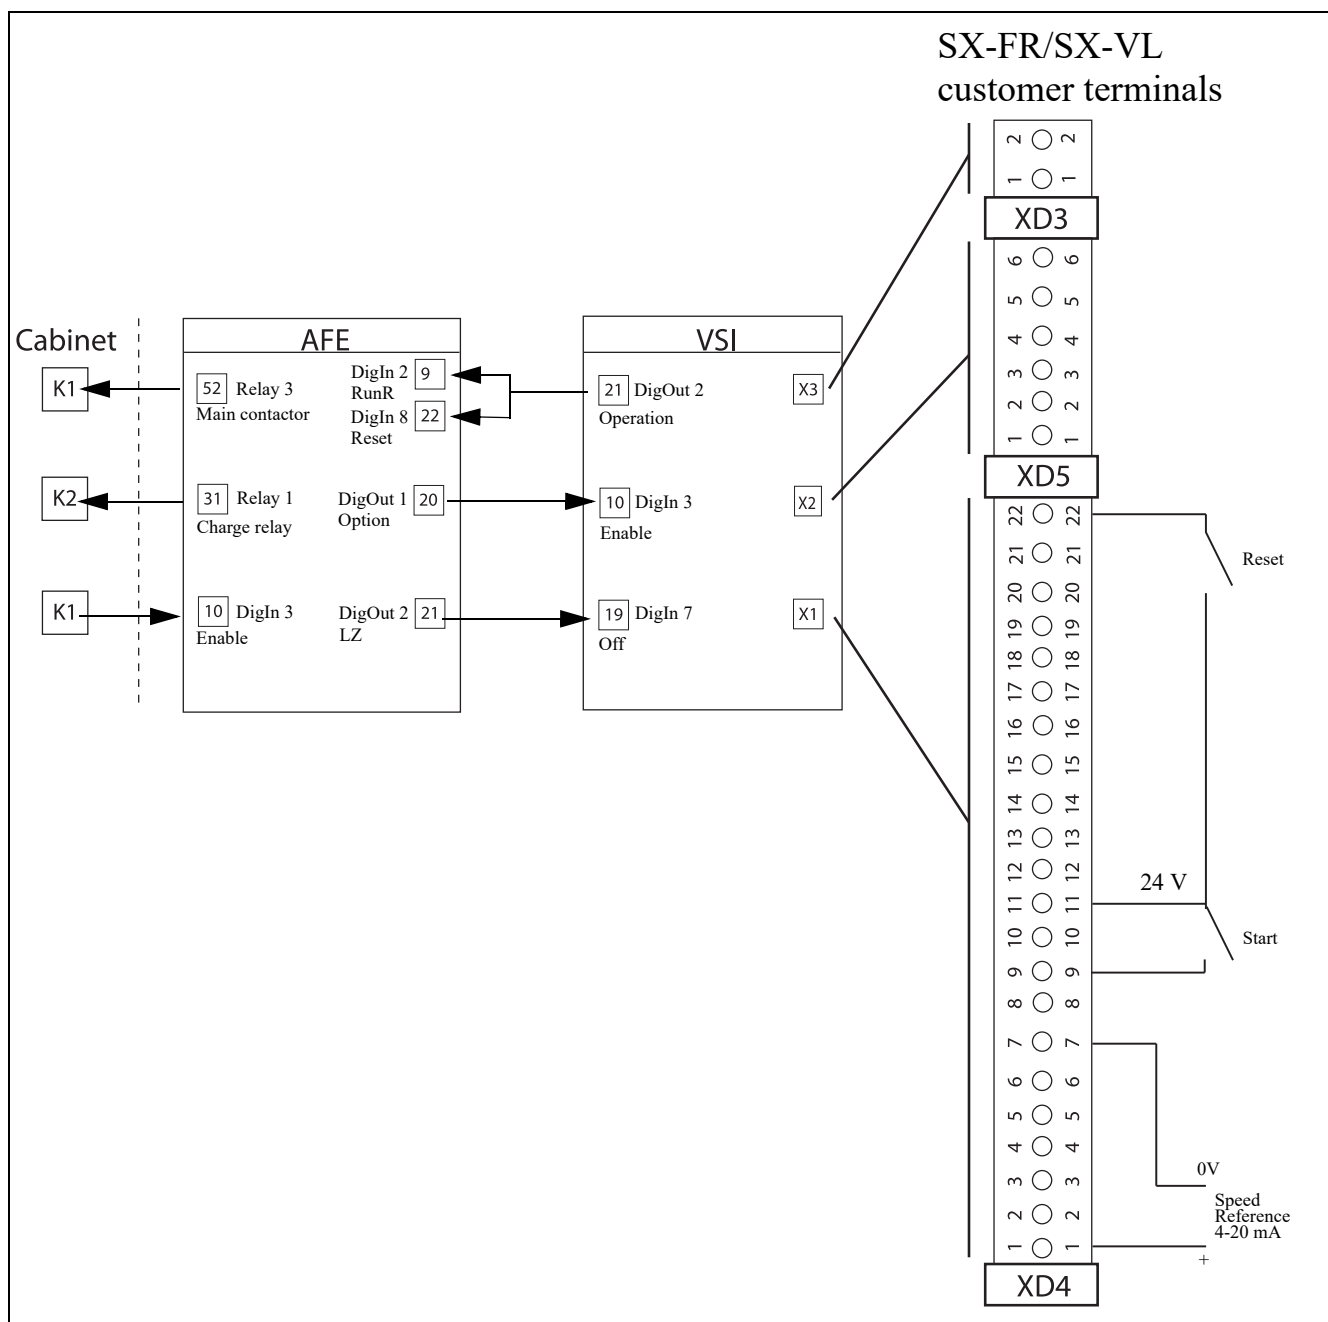 SX-FR/SX-VL
customer terminals
2 2
1 1
XD3
6 6
5 5
4 4
3 3
2 2
1 1
XD5
22 22
21 21
20 20
19 19
18 18
17 17
16 16
15 15
14 14
13 13
12 12
11 11
10 10
9 9
8 8
7 7
6 6
5 5
4 4
3 3
2 2
1 1
XD4
Cabinet
K1
K2
K1
AFE
52 Relay 3
Main contactor
DigIn 2 9
RunR
DigIn 8 22
Reset
31 Relay 1
Charge relay
DigOut 1 20
Option
10 DigIn 3
Enable
DigOut 2 21
LZ
VSI
21 DigOut 2
Operation
X3
10 DigIn 3
Enable
X2
19 DigIn 7
Off
X1
Reset
24 V
Start
0V
Speed
Reference
4-20 mA
+